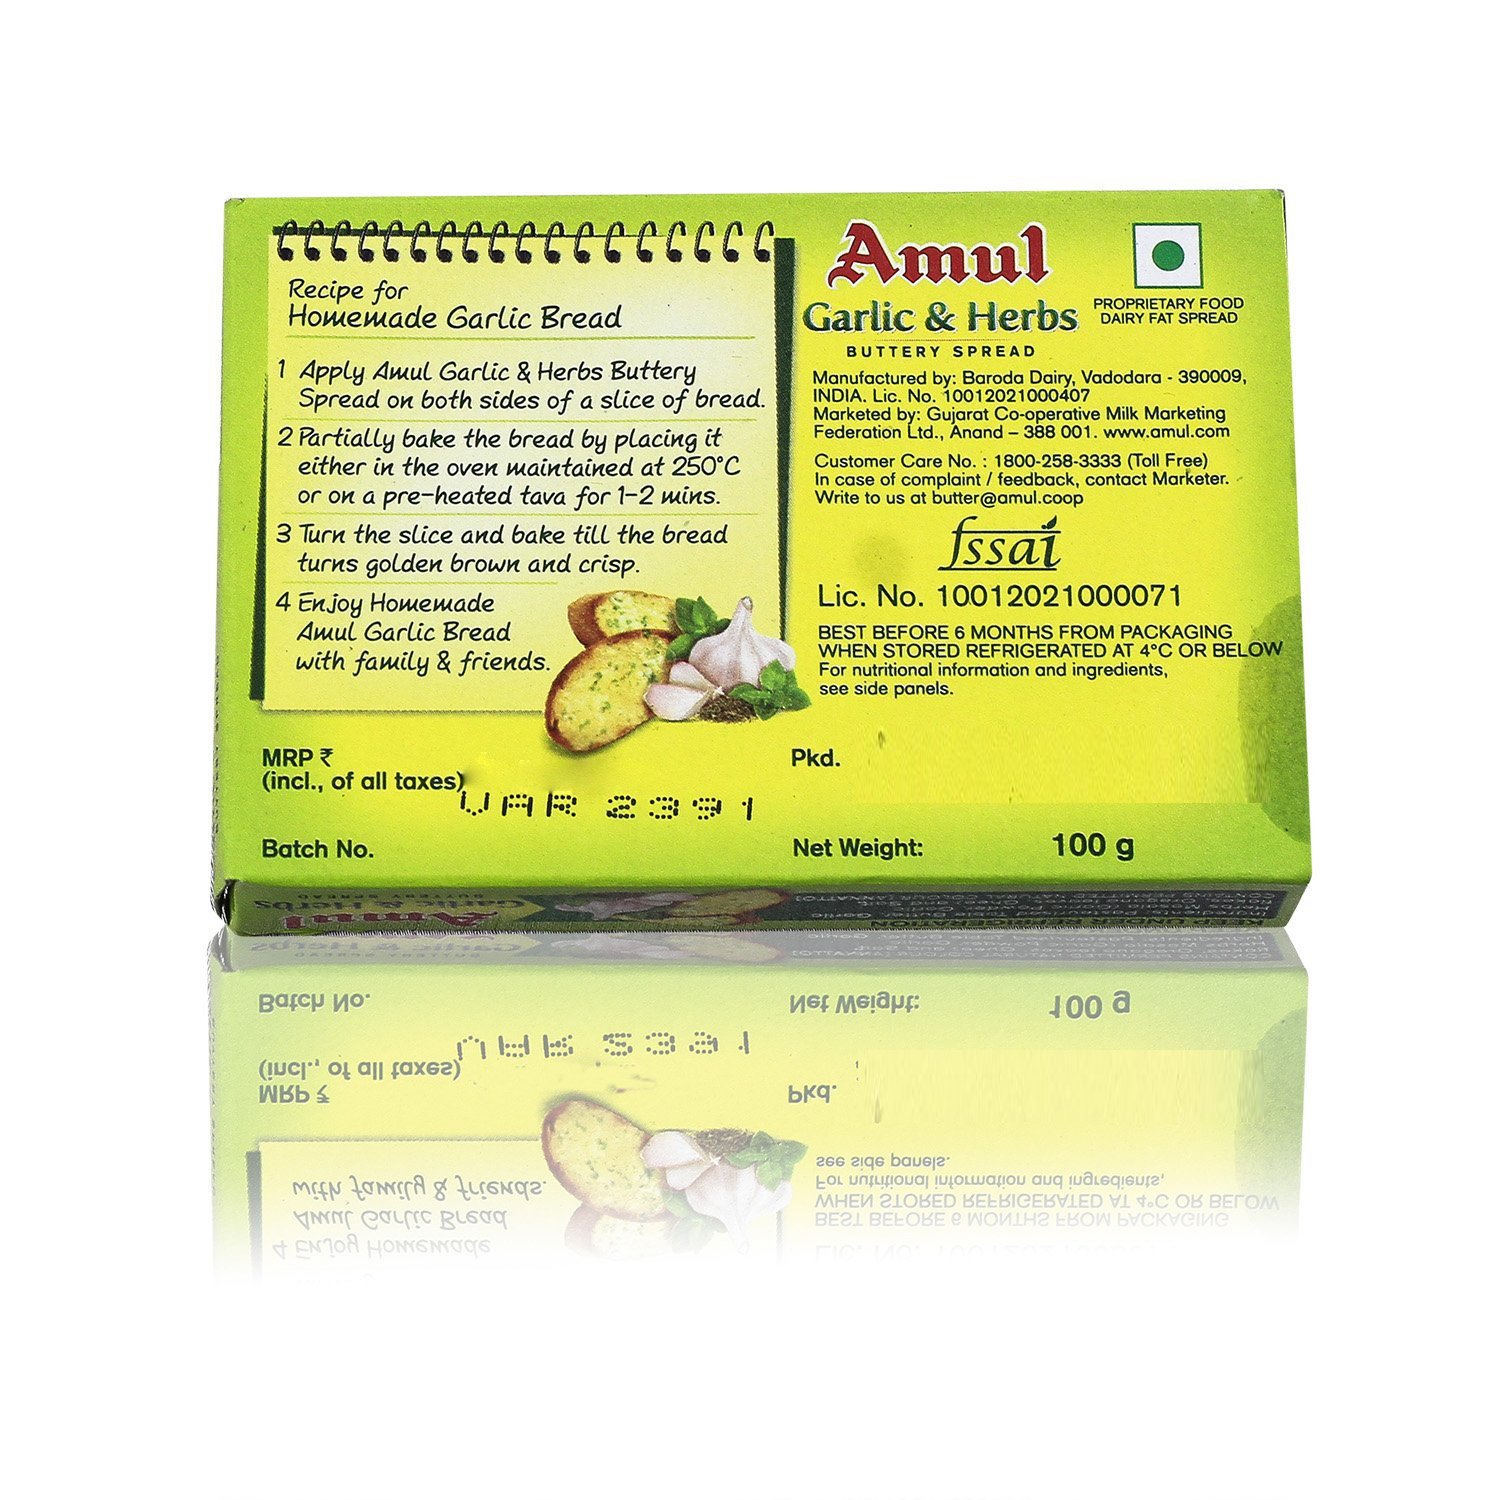 Recipe for
Homemade Garlic Bread
1 Apply Amul Garlic & Herbs Buttery
Spread on both sides of a slice of bread.
2 Partially bake the bread by placing it
either in the oven maintained at 250°C
or on a pre-heated tava for 1-2 mins.
3 Turn the slice and bake till the bread
turns golden brown and crisp.
4 Enjoy Homemade
Amul Garlic Bread
with family & friends.
Amul
Garlic & Herbs
BUTTERY SPREAD
PROPRIETARY FOOD
DAIRY FAT SPREAD
Manufactured by: Baroda Dairy, Vadodara - 390009,
INDIA. Lic. No. 10012021000407
Marketed by: Gujarat Co-operative Milk Marketing
Federation Ltd., Anand – 388 001. www.amul.com
Customer Care No. : 1800-258-3333 (Toll Free)
In case of complaint / feedback, contact Marketer.
Write to us at butter@amul.coop
fssai
Lic. No. 10012021000071
BEST BEFORE 6 MONTHS FROM PACKAGING
WHEN STORED REFRIGERATED AT 4°C OR BELOW
For nutritional information and ingredients,
see side panels.
MRP ₹
(incl., of all taxes)
Pkd.
2391
Batch No.
Net Weight: 100 g
Amul
Garlic & Herbs
BUTTERY SPREAD
KEEP UNDER REFRIGERATION